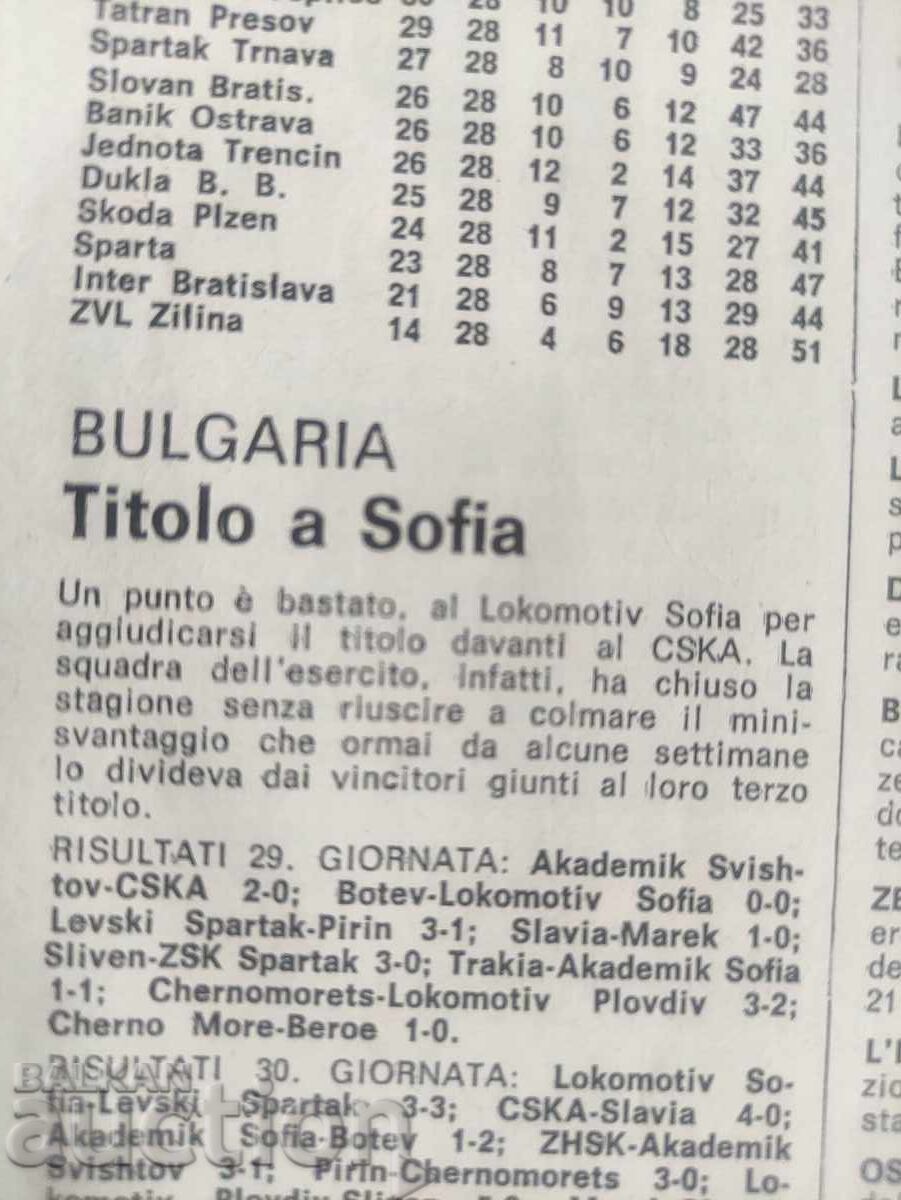 28 10 10 8 25 33
Tatran Presov 29 28 11 7 10 42 36
Spartak Trnava 27 28 8 10 9 24 28
Slovan Bratis. 26 28 10 6 12 47 44
Banik Ostrava 26 28 10 6 12 33 36
Jednota Trencin 26 28 12 2 14 37 44
Dukla B. B. 25 28 9 7 12 32 45
Skoda Plzen 24 28 11 2 15 27 41
Sparta 23 28 8 7 13 28 47
Inter Bratislava 21 28 6 9 13 29 44
ZVL Zilina 14 28 4 6 18 28 51
BULGARIA
Titolo a Sofia
Un punto è bastato, al Lokomotiv Sofia per
aggiudicarsi il titolo davanti al CSKA. La
squadra dell'esercito, infatti, ha chiuso la
stagione senza riuscire a colmare il mini-
svantaggio che ormai da alcune settimane
lo divideva dai vincitori giunti al loro terzo
titolo.
RISULTATI 29. GIORNATA: Akademik Svish-
tov-CSKA 2-0; Botev-Lokomotiv Sofia 0-0;
Levski Spartak-Pirin 3-1; Slavia-Marek 1-0;
Sliven-ZSK Spartak 3-0; Trakia-Akademik Sofia
1-1; Chernomorets-Lokomotiv Plovdiv 3-2;
Cherno More-Beroe 1-0.
RISULTATI 30. GIORNATA: Lokomotiv So-
fia-Levski Spartak 3-3; CSKA-Slavia 4-0;
Akademik Sofia-Botev 1-2; ZHSK-Akademik
Svishtov 3-1; Pirin-Chernomorets 3-0; Lo-
BALKAN
auction